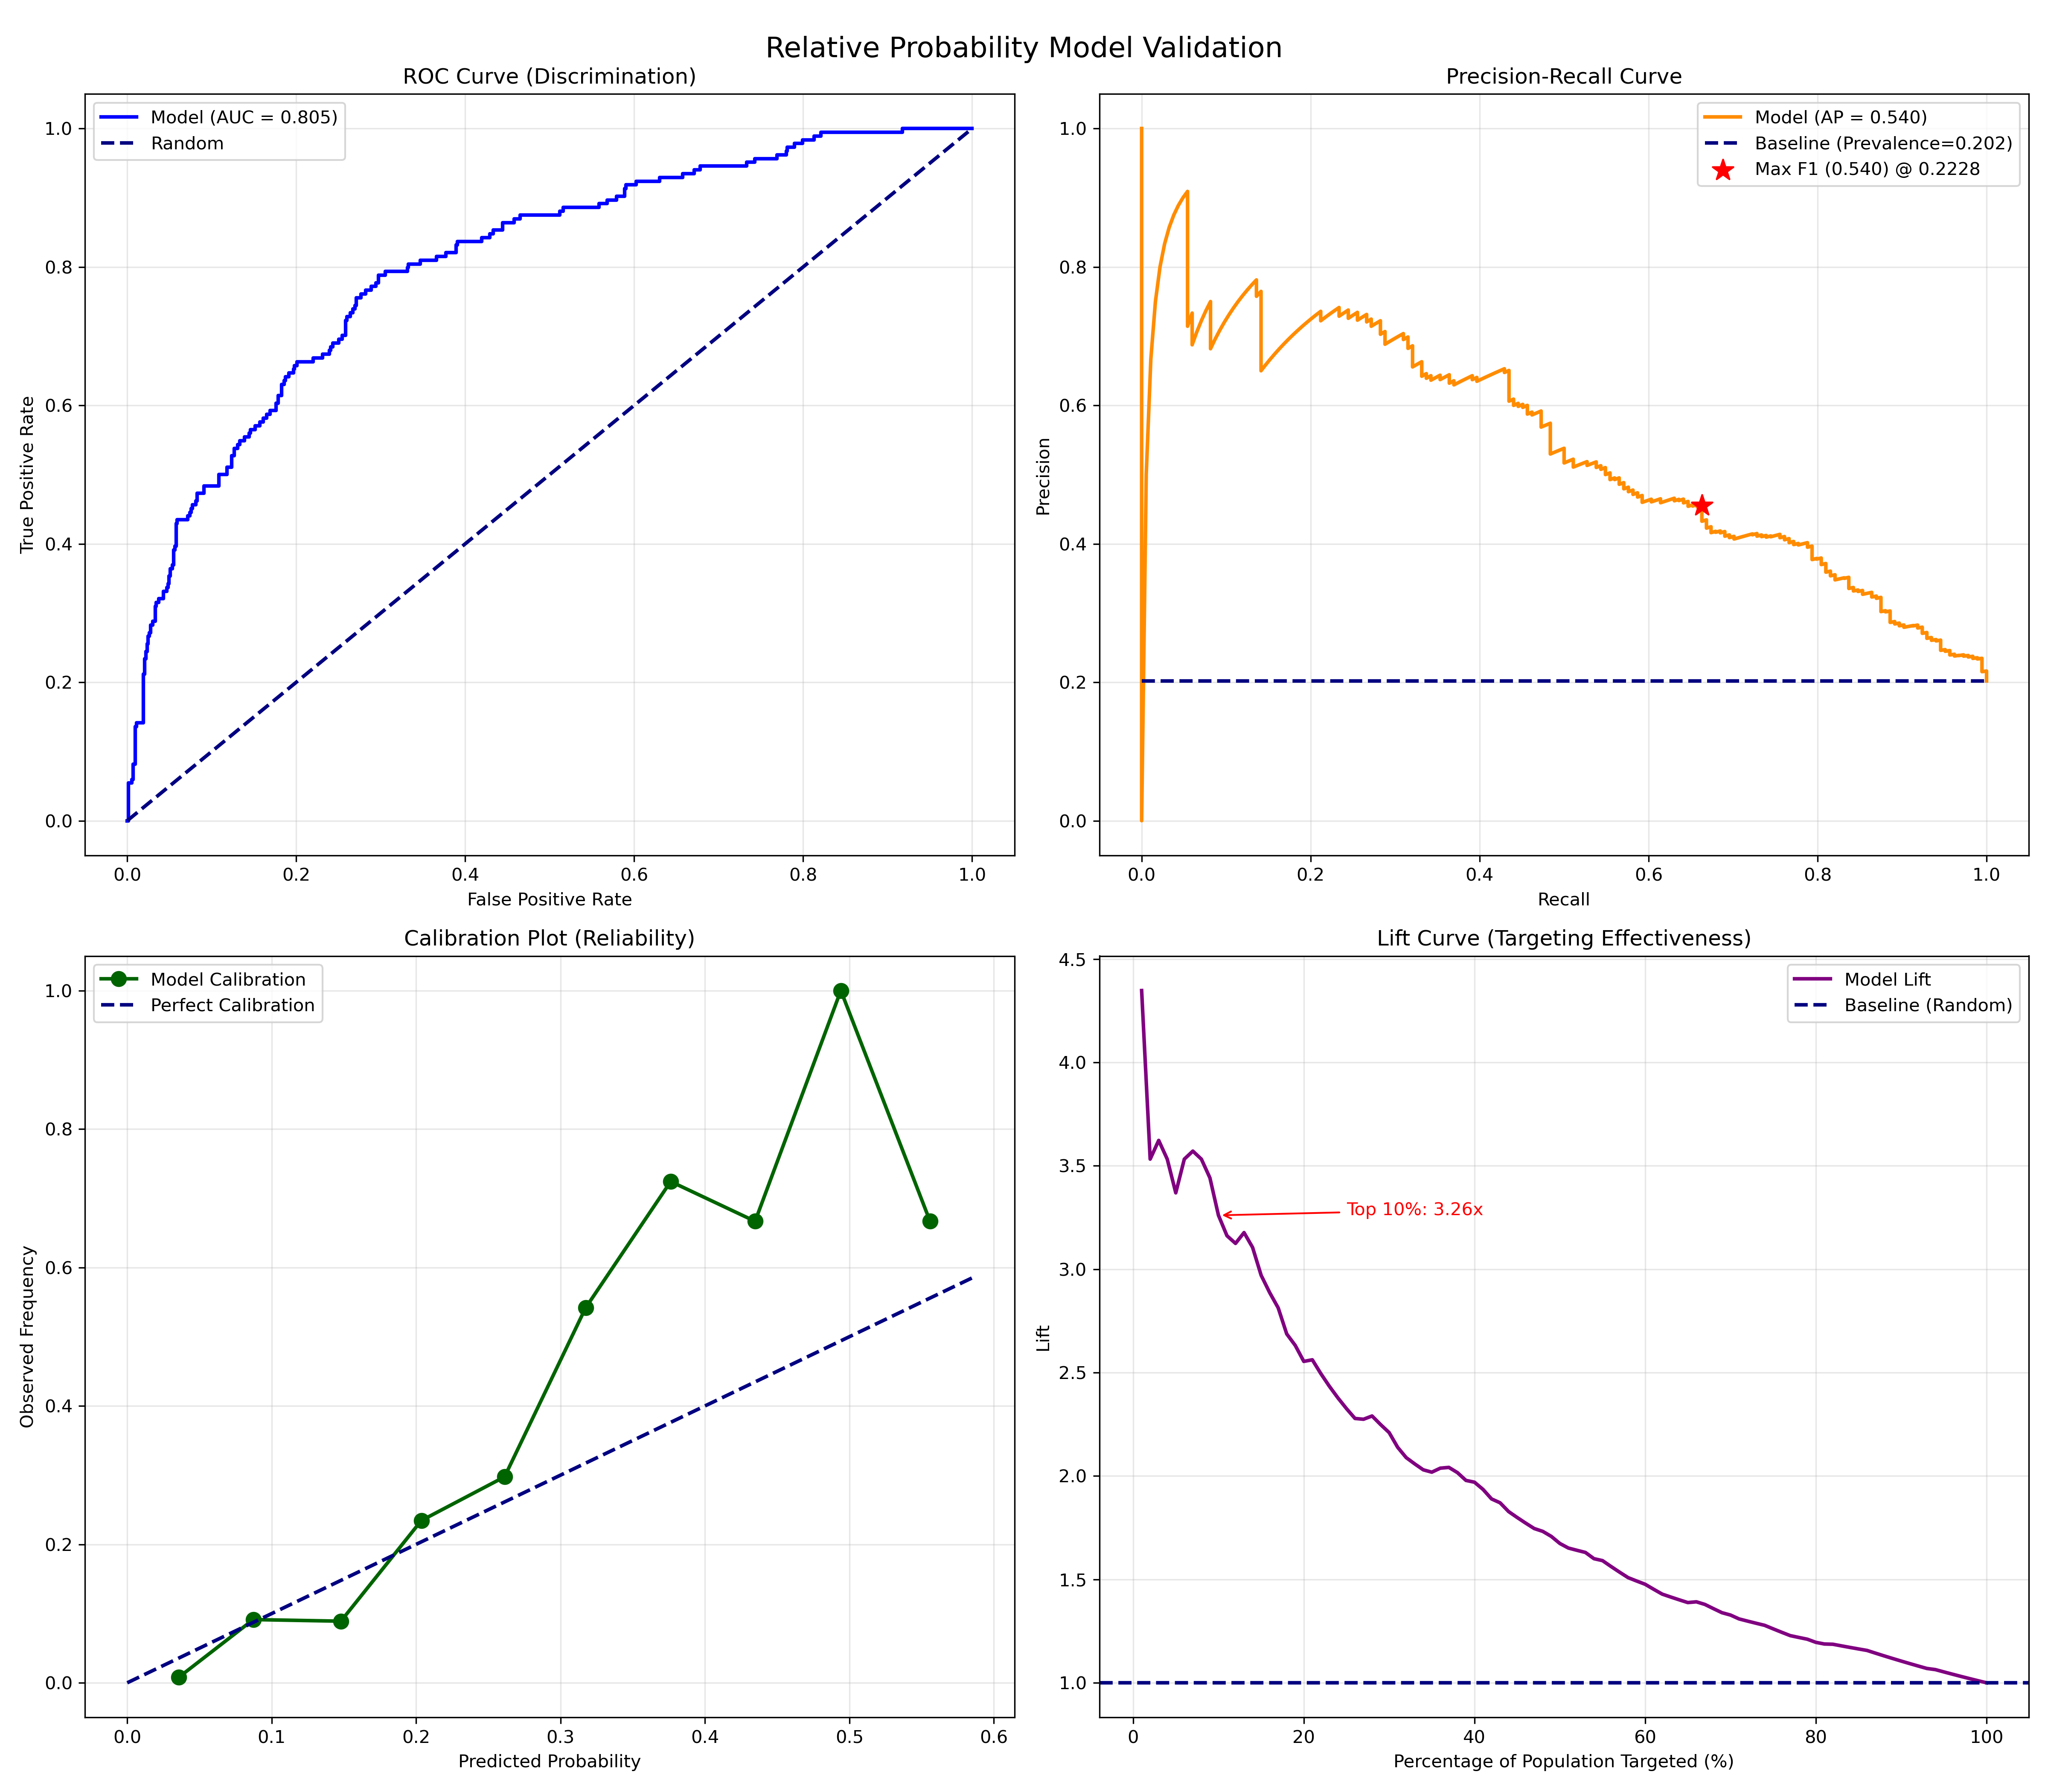 Relative Probability Model Validation
ROC Curve (Discrimination)
Model (AUC = 0.805)
Random
True Positive Rate
1.0
0.8
0.6
0.4
0.2
0.0
0.0 0.2 0.4 0.6 0.8 1.0
False Positive Rate
Precision-Recall Curve
Model (AP = 0.540)
Baseline (Prevalence=0.202)
Max F1 (0.540) @ 0.2228
Precision
1.0
0.8
0.6
0.4
0.2
0.0
0.0 0.2 0.4 0.6 0.8 1.0
Recall
Calibration Plot (Reliability)
Model Calibration
Perfect Calibration
Observed Frequency
1.0
0.8
0.6
0.4
0.2
0.0
0.0 0.1 0.2 0.3 0.4 0.5 0.6
Predicted Probability
Lift Curve (Targeting Effectiveness)
Model Lift
Baseline (Random)
Top 10%: 3.26x
Lift
4.5
4.0
3.5
3.0
2.5
2.0
1.5
1.0
0 20 40 60 80 100
Percentage of Population Targeted (%)